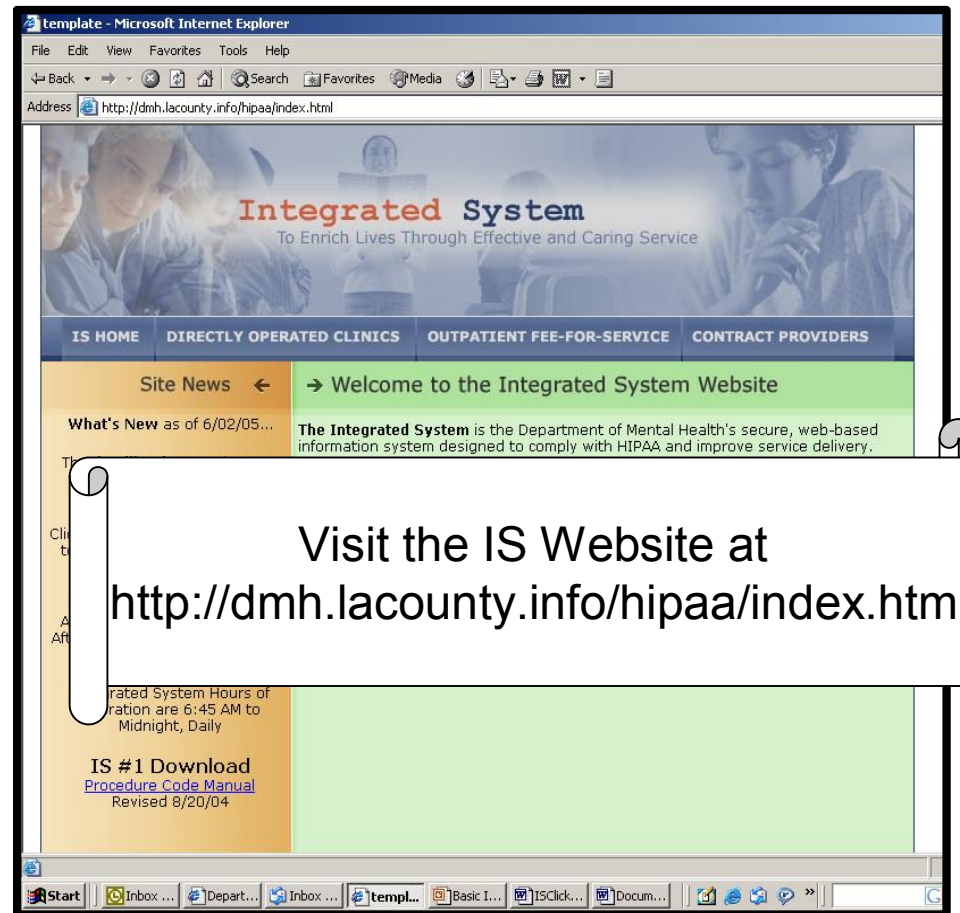 template - Microsoft Internet Explorer
File Edit View Favorites Tools Help
Back Search Favorites Media
Address http://dmh.lacounty.info/hipaa/index.html
Integrated System
To Enrich Lives Through Effective and Caring Service
IS HOME DIRECTLY OPERATED CLINICS OUTPATIENT FEE-FOR-SERVICE CONTRACT PROVIDERS
Site News ← → Welcome to the Integrated System Website
What's New as of 6/02/05...
The Integrated System is the Department of Mental
Health's secure, web-based
information system designed to comply with HIPAA and improve service delivery.
Visit the IS Website at
http://dmh.lacounty.info/hipaa/index.htm
System Hours of
are 6:45 AM to
Midnight, Daily
IS #1 Download
Procedure Code Manual
Revised 8/20/04
Start Inbox ... Depart... Inbox ... templ... Basic I... ISClick... Docum... »